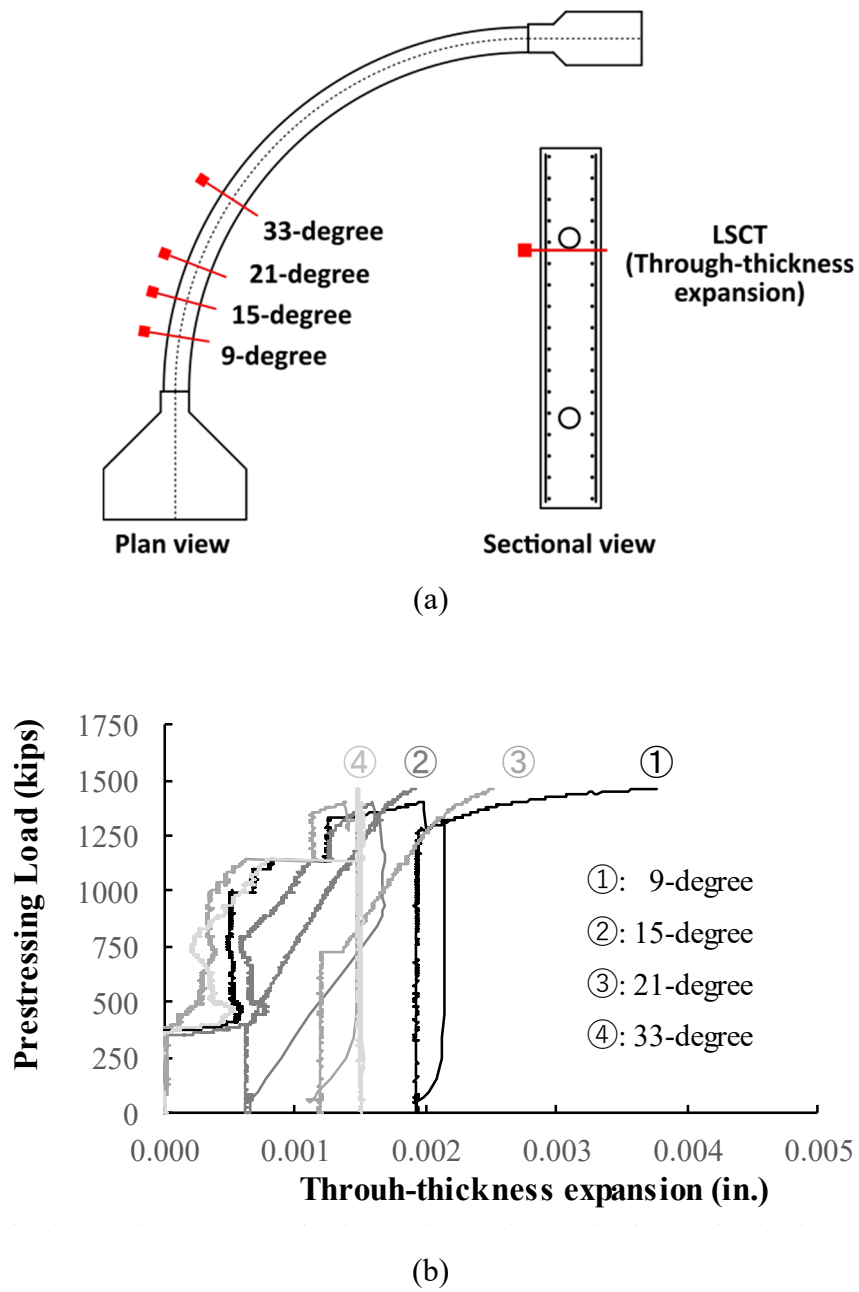 33-degree
21-degree
15-degree
9-degree
LSCT
(Through-thickness
expansion)
Plan view
Sectional view
(a)
Prestressing Load (kips)
1750
1500
1250
1000
750
500
250
0
④
②
③
①
①: 9-degree
②: 15-degree
③: 21-degree
④: 33-degree
0.000
0.001
0.002
0.003
0.004
0.005
Throuh-thickness expansion (in.)
(b)